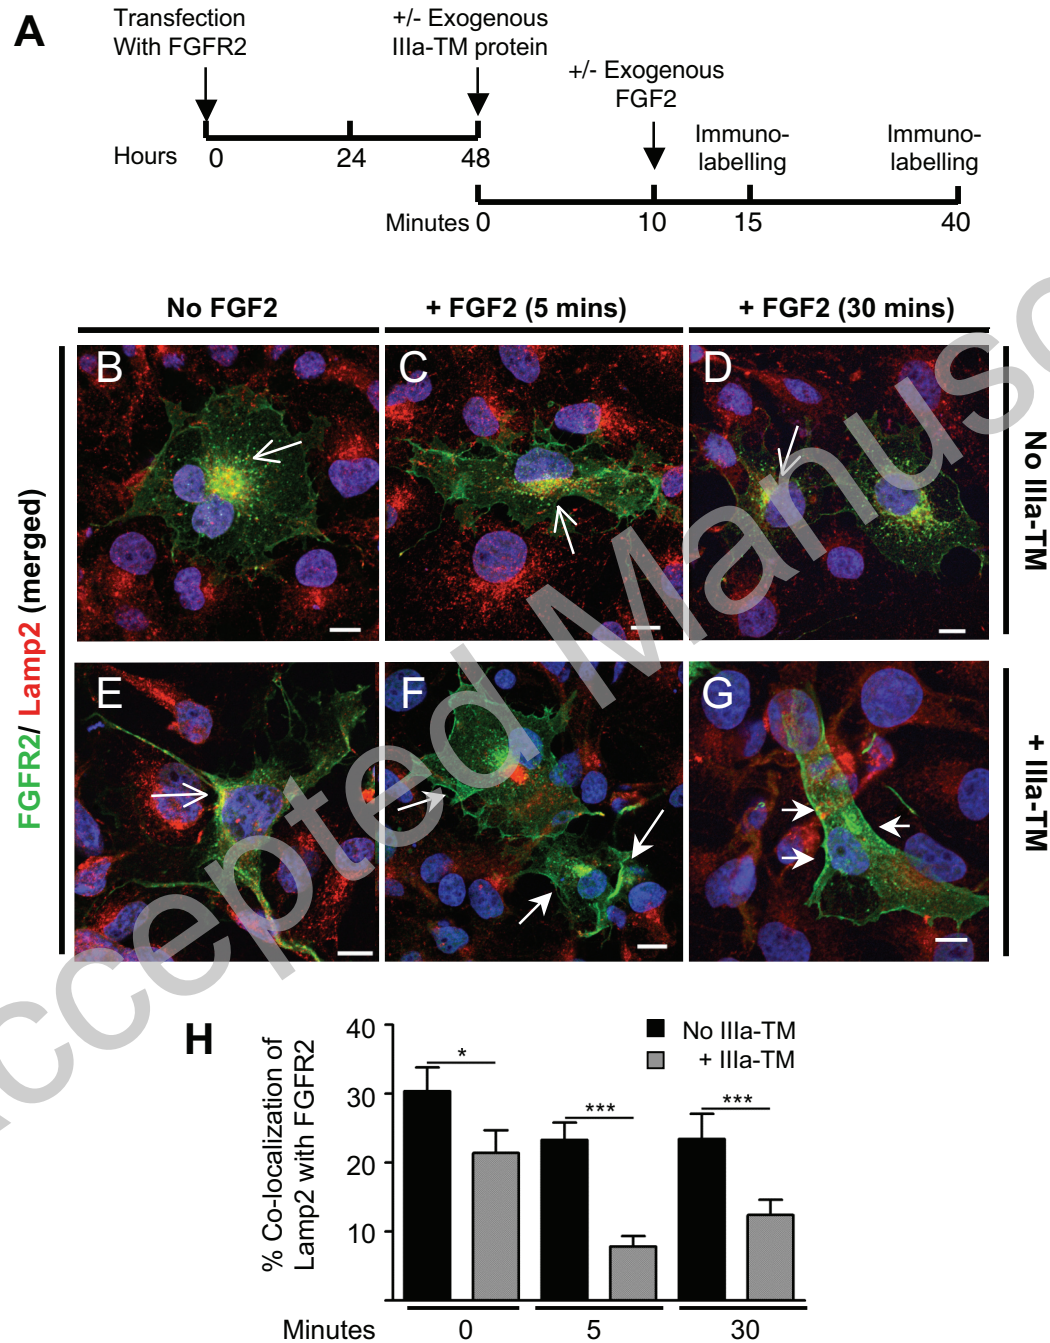 A
Transfection
With FGFR2
+/- Exogenous
IIIa-TM protein
+/- Exogenous
FGF2
Immuno-
labelling
Immuno-
labelling
Hours
0
24
48
Minutes
0
10
15
40
No FGF2
+ FGF2 (5 mins)
+ FGF2 (30 mins)
FGFR2/ Lamp2 (merged)
B
C
D
No IIIa-TM
E
F
G
+ IIIa-TM
Accepted Manusc
H
% Co-localization of
Lamp2 with FGFR2
40
30
20
10
No IIIa-TM
+ IIIa-TM
*
***
***
Minutes
0
5
30